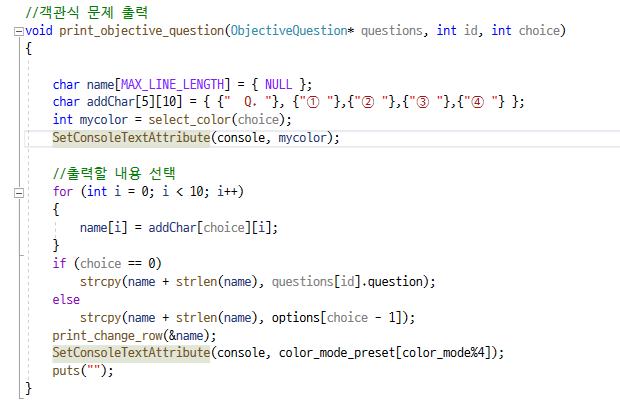 //객관식 문제 출력
void print_objective_question(ObjectiveQuestion* questions, int id, int choice)
{
char name[MAX_LINE_LENGTH] = { NULL };
char addChar[5][10] = { {"  Q. "}, {"① "},{"② "},{"③ "},{"④ "} };
int mycolor = select_color(choice);
SetConsoleTextAttribute(console, mycolor);
//출력할 내용 선택
for (int i = 0; i < 10; i++)
{
name[i] = addChar[choice][i];
}
if (choice == 0)
strcpy(name + strlen(name), questions[id].question);
else
strcpy(name + strlen(name), options[choice - 1]);
print_change_row(&name);
SetConsoleTextAttribute(console, color_mode_preset[color_mode%4]);
puts("");
}